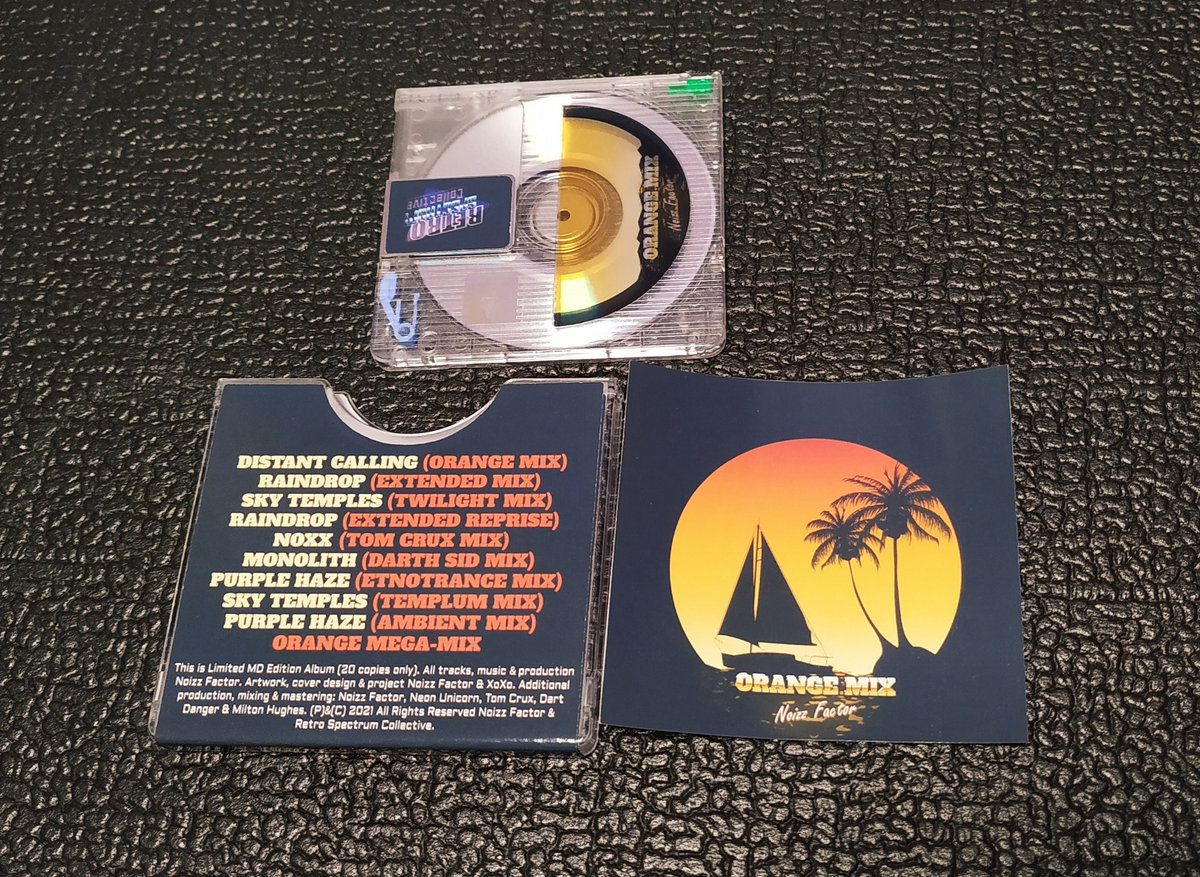 RETRO
SPECTRUM
Collective
ORANGE MIX
Noizz Factor
DISTANT CALLING (ORANGE MIX)
RAINDROP (EXTENDED MIX)
SKY TEMPLES (TWILIGHT MIX)
RAINDROP (EXTENDED REPRISE)
NOXX (TOM CRUX MIX)
MONOLITH (DARTH SID MIX)
PURPLE HAZE (ETNOTRANCE MIX)
SKY TEMPLES (TEMPLUM MIX)
PURPLE HAZE (AMBIENT MIX)
ORANGE MEGA-MIX
This is Limited MD Edition Album (20 copies only). All tracks, music & production
Noizz Factor. Artwork, cover design & project Noizz Factor & XoXo. Additional
production, mixing & mastering: Noizz Factor, Neon Unicorn, Tom Crux, Dart
Danger & Milton Hughes. (P)&(C) 2021 All Rights Reserved Noizz Factor &
Retro Spectrum Collective.
ORANGE MIX
Noizz Factor